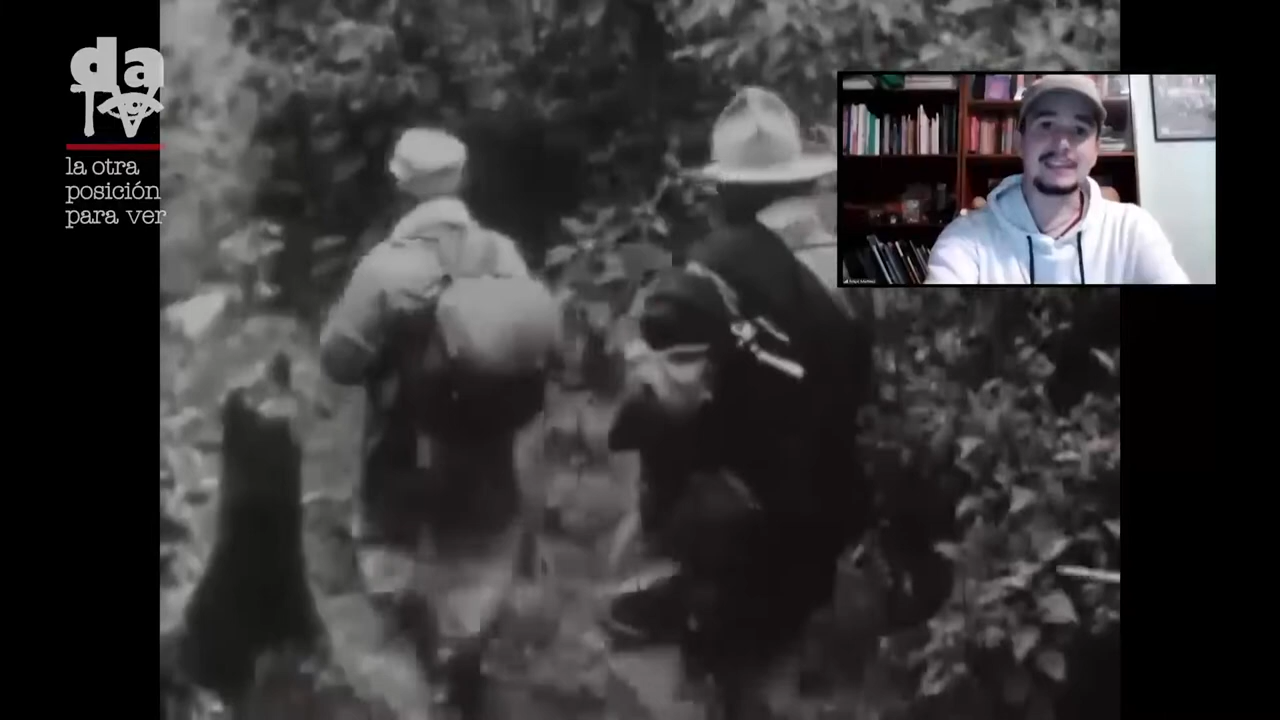 da
la otra
posición
para ver